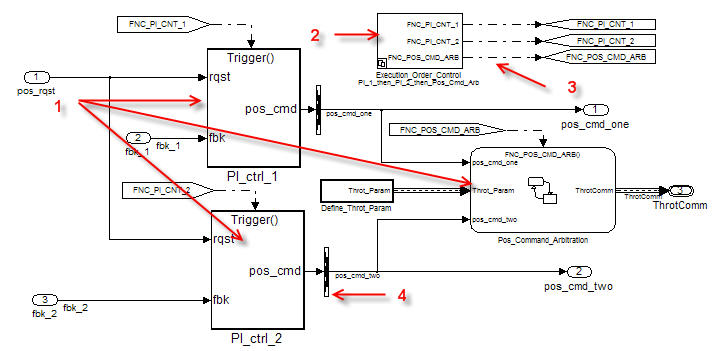 FNC_PI_CNT_1
Trigger()
1
pos_rqst
rqst
pos_cmd
1
2
fbk_1
fbk_1
fbk
PI_ctrl_1
pos_cmd_one
2
FNC_PI_CNT_1
FNC_PI_CNT_2
FNC_POS_CMD_ARB
Execution_Order_Control
PI_1_then_PI_2_then_Pos_Cmd_Arb
FNC_PI_CNT_1
FNC_PI_CNT_2
FNC_POS_CMD_ARB
3
1
pos_cmd_one
FNC_POS_CMD_ARB
FNC_POS_CMD_ARB()
pos_cmd_one
Throt_Param
Define_Throt_Param
Throt_Param
ThrotComm
ThrotComm
3
ThrotComm
pos_cmd_two
Pos_Command_Arbitration
FNC_PI_CNT_2
Trigger()
rqst
pos_cmd
pos_cmd_two
2
pos_cmd_two
3
fbk_2
fbk_2
fbk
4
PI_ctrl_2